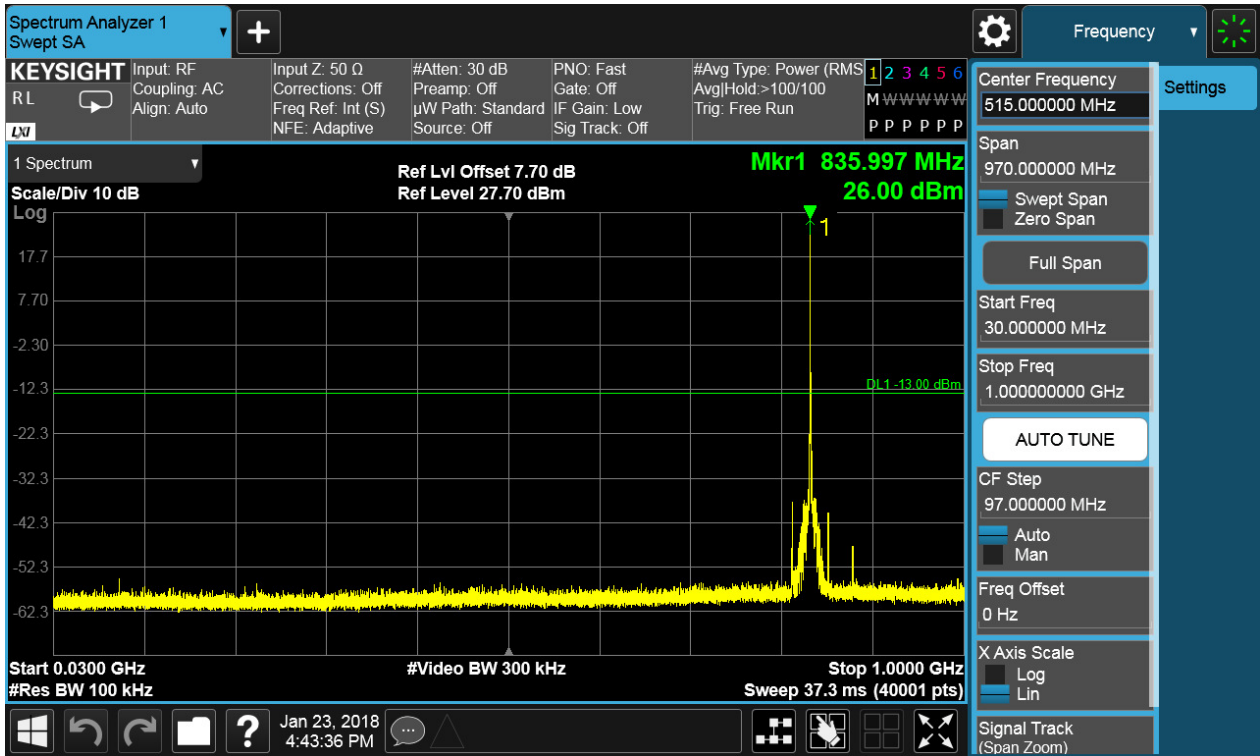 Spectrum Analyzer 1
Swept SA
Frequency
KEYSIGHT
RL
LXI
Input: RF
Coupling: AC
Align: Auto
Input Z: 50 Ω
Corrections: Off
Freq Ref: Int (S)
NFE: Adaptive
#Atten: 30 dB
Preamp: Off
µW Path: Standard
Source: Off
PNO: Fast
Gate: Off
IF Gain: Low
Sig Track: Off
#Avg Type: Power (RMS
Avg|Hold:>100/100
Trig: Free Run
1 2 3 4 5 6
M W W W W W
P P P P P P
1 Spectrum
Scale/Div 10 dB
Log
Ref Lvl Offset 7.70 dB
Ref Level 27.70 dBm
Mkr1 835.997 MHz
26.00 dBm
1
17.7
7.70
-2.30
-12.3
DL1 -13.00 dBm
-22.3
-32.3
-42.3
-52.3
-62.3
Start 0.0300 GHz
#Res BW 100 kHz
#Video BW 300 kHz
Stop 1.0000 GHz
Sweep 37.3 ms (40001 pts)
Center Frequency
515.000000 MHz
Span
970.000000 MHz
Swept Span
Zero Span
Full Span
Start Freq
30.000000 MHz
Stop Freq
1.000000000 GHz
AUTO TUNE
CF Step
97.000000 MHz
Auto
Man
Freq Offset
0 Hz
X Axis Scale
Log
Lin
Signal Track
(Span Zoom)
Settings
?
Jan 23, 2018
4:43:36 PM